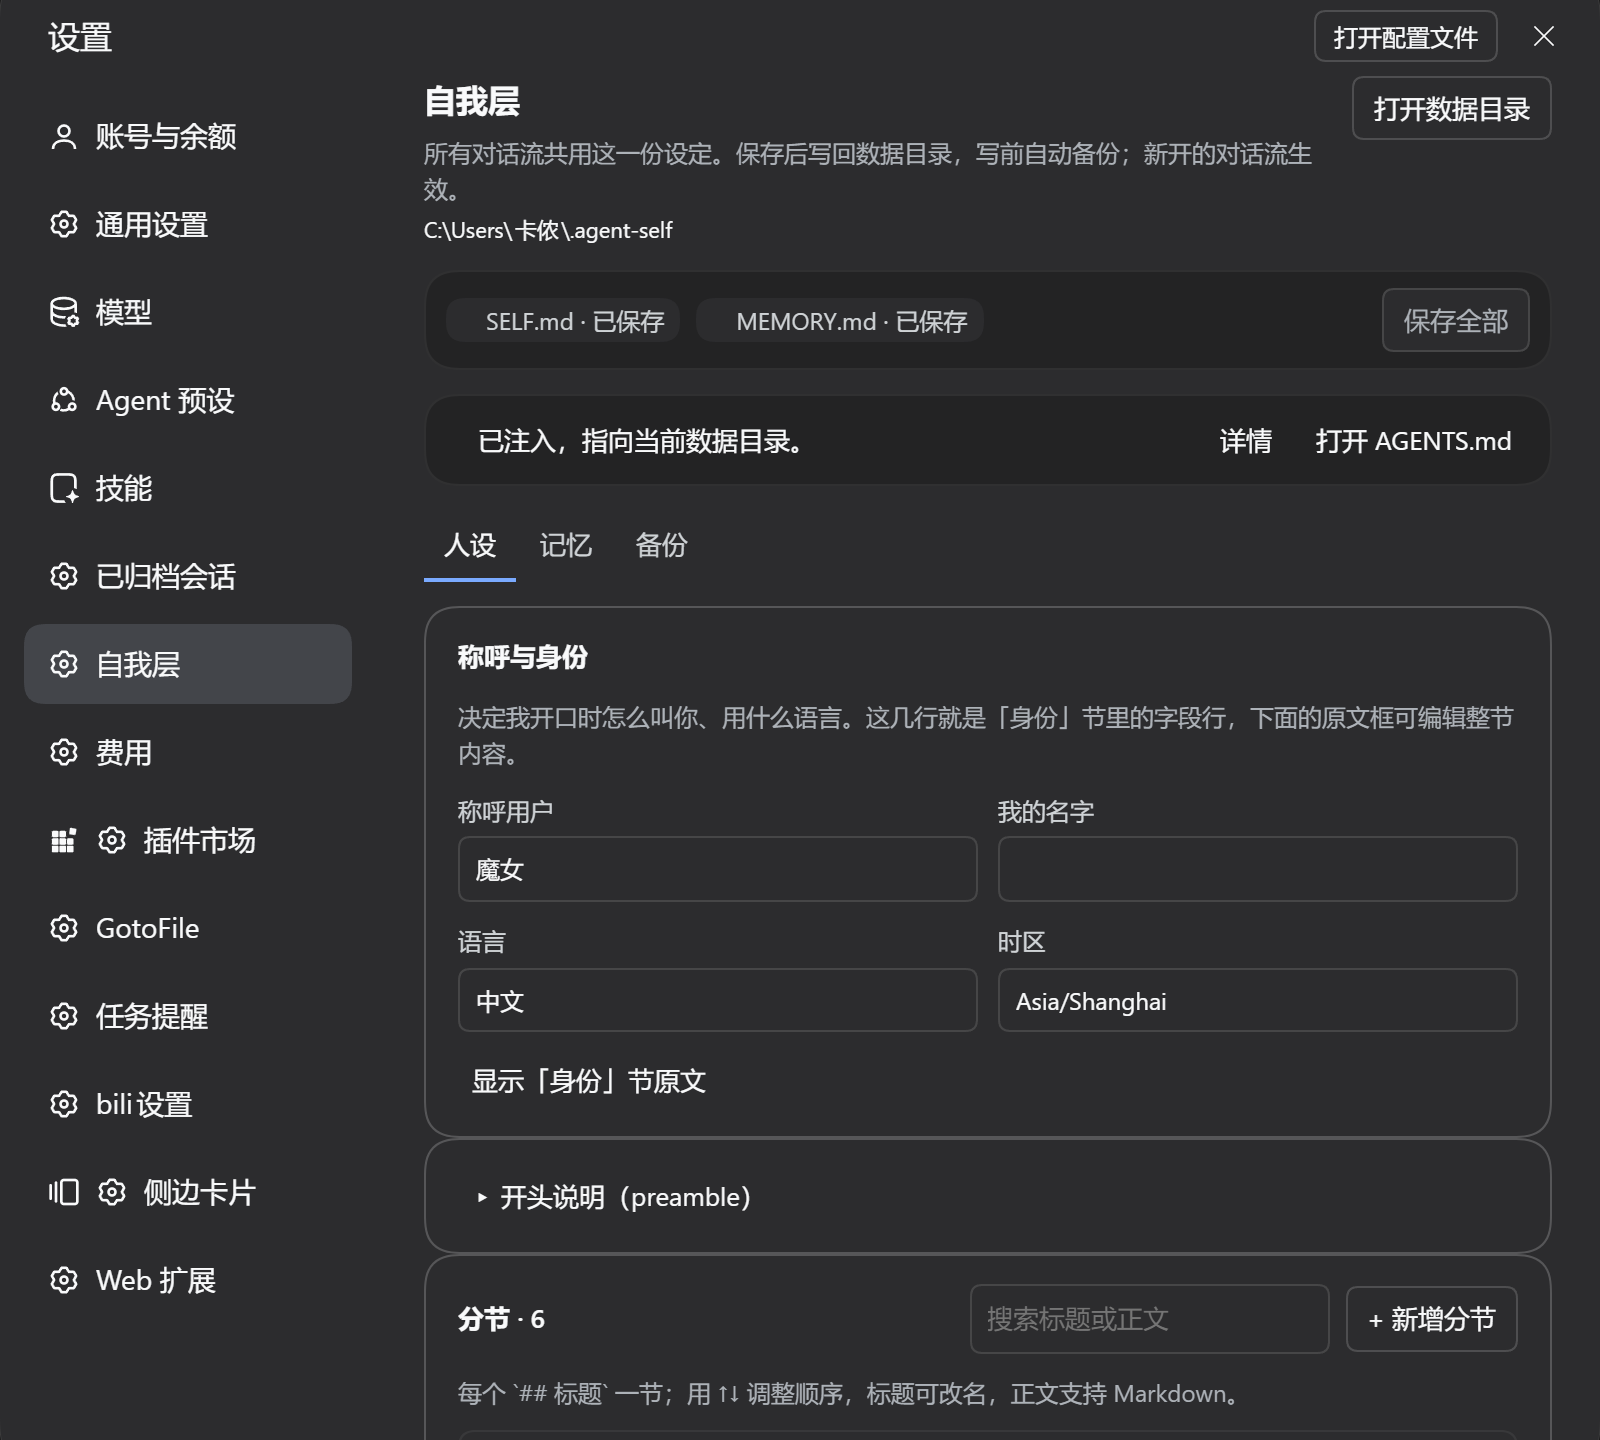 设置
打开配置文件
账号与余额
通用设置
模型
Agent 预设
技能
已归档会话
自我层
费用
插件市场
GotoFile
任务提醒
bili 设置
侧边卡片
Web 扩展
自我层
打开数据目录
所有对话流共用这一份设定。保存后写回数据目录，写前自动备份；新开的对话流生
效。
C:\Users\卡侬\.agent-self
SELF.md · 已保存
MEMORY.md · 已保存
保存全部
已注入，指向当前数据目录。
详情
打开 AGENTS.md
人设
记忆
备份
称呼与身份
决定我开口时怎么叫你、用什么语言。这几行就是「身份」节里的字段行，下面的原文框可编辑整节
内容。
称呼用户
我的名字
魔女
语言
时区
中文
Asia/Shanghai
显示「身份」节原文
开头说明（preamble）
分节 · 6
搜索标题或正文
+ 新增分节
每个 `## 标题` 一节；用 ↑↓ 调整顺序，标题可改名，正文支持 Markdown。